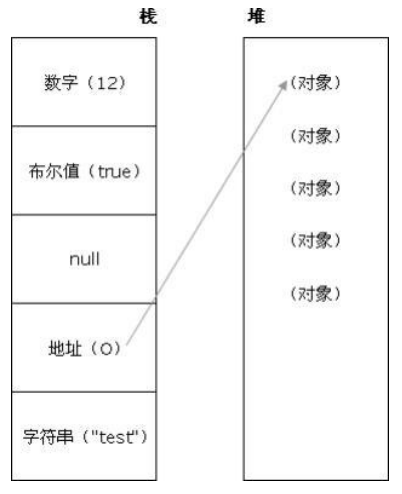 栈
堆
数字（12）
布尔值（true）
null
地址（0）
字符串（"test"）
（对象）
（对象）
（对象）
（对象）
（对象）